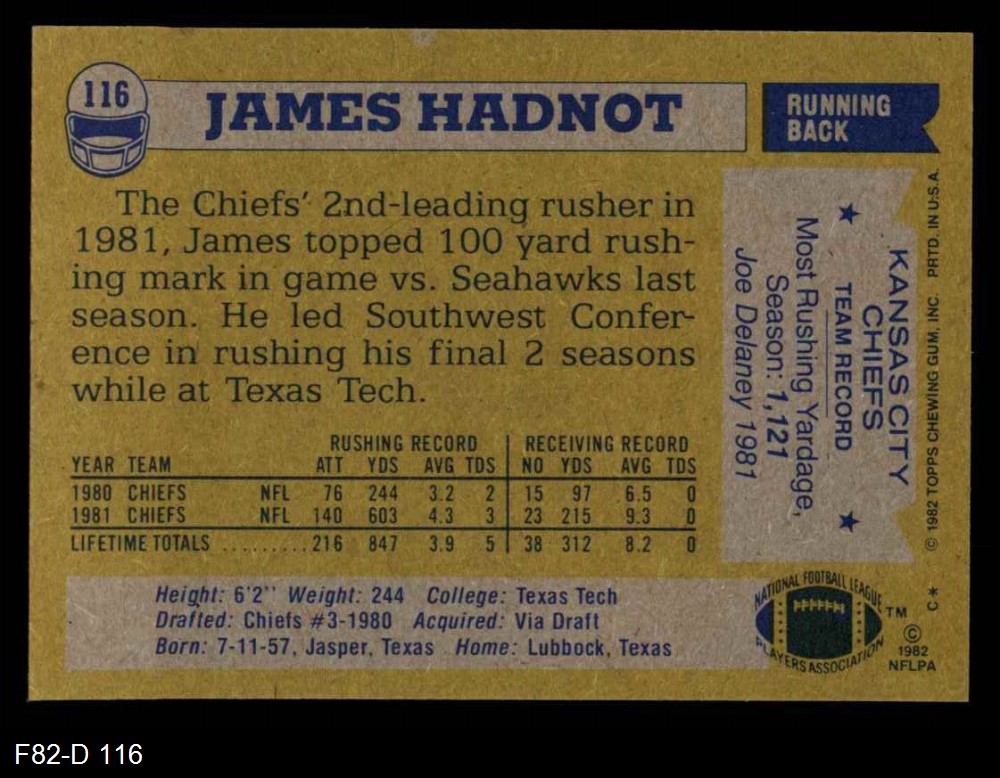 116
JAMES HADNOT
RUNNING
BACK
The Chiefs' 2nd-leading rusher in
1981, James topped 100 yard rush-
ing mark in game vs. Seahawks last
season. He led Southwest Confer-
ence in rushing his final 2 seasons
while at Texas Tech.
RUSHING RECORD RECEIVING RECORD
YEAR TEAM ATT YDS AVG TDS NO YDS AVG TDS
1980 CHIEFS NFL 76 244 3.2 2 15 97 6.5 0
1981 CHIEFS NFL 140 603 4.3 3 23 215 9.3 0
LIFETIME TOTALS ..........216 847 3.9 5 38 312 8.2 0
Height: 6'2" Weight: 244 College: Texas Tech
Drafted: Chiefs #3-1980 Acquired: Via Draft
Born: 7-11-57, Jasper, Texas Home: Lubbock, Texas
KANSAS CITY
CHIEFS
★ TEAM RECORD ★
Most Rushing Yardage,
Season: 1,121
Joe Delaney 1981
© 1982 TOPPS CHEWING GUM, INC. PRTD. IN U.S.A.
C*
NATIONAL FOOTBALL LEAGUE
PLAYERS ASSOCIATION
TM
©
1982
NFLPA
F82-D 116